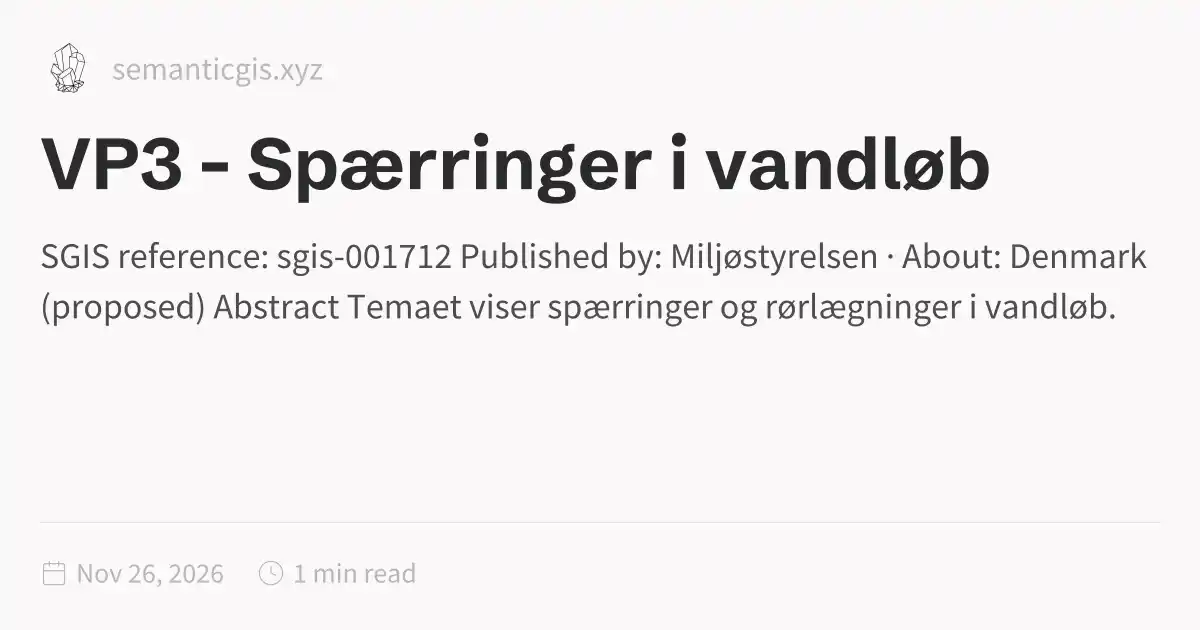 semanticgis.xyz
VP3 - Spærringer i vandløb
SGIS reference: sgis-001712 Published by: Miljøstyrelsen · About: Denmark
(proposed) Abstract Temaet viser spærringer og rørlægninger i vandløb.
Nov 26, 2026 1 min read